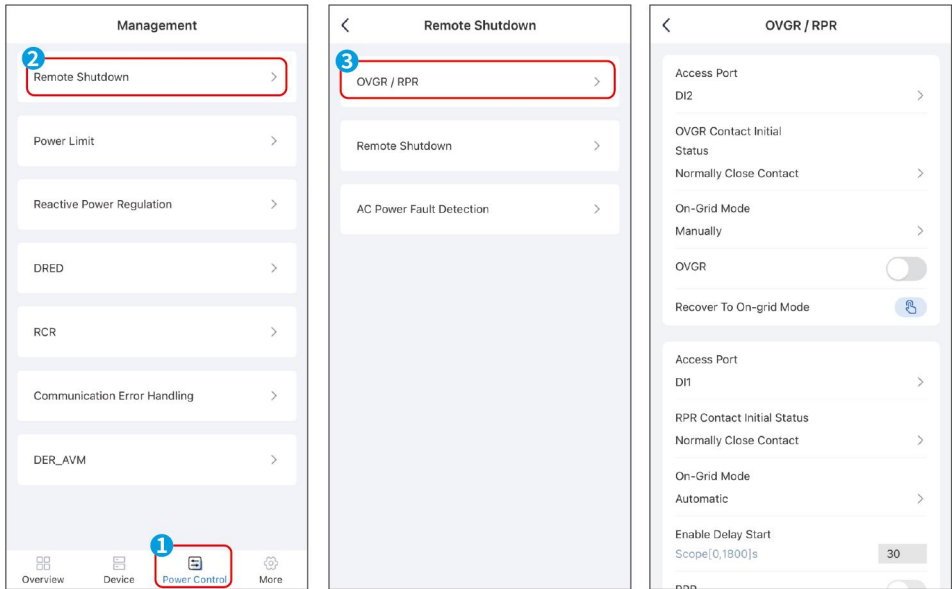 Management
2
Remote Shutdown
Power Limit
Reactive Power Regulation
DRED
RCR
Communication Error Handling
DER_AVM
1
Overview
Device
Power Control
More
Remote Shutdown
3
OVGR / RPR
Remote Shutdown
AC Power Fault Detection
OVGR / RPR
Access Port
DI2
OVGR Contact Initial
Status
Normally Close Contact
On-Grid Mode
Manually
OVGR
Recover To On-grid Mode
Access Port
DI1
RPR Contact Initial Status
Normally Close Contact
On-Grid Mode
Automatic
Enable Delay Start
Scope[0,1800]s
30
RPR